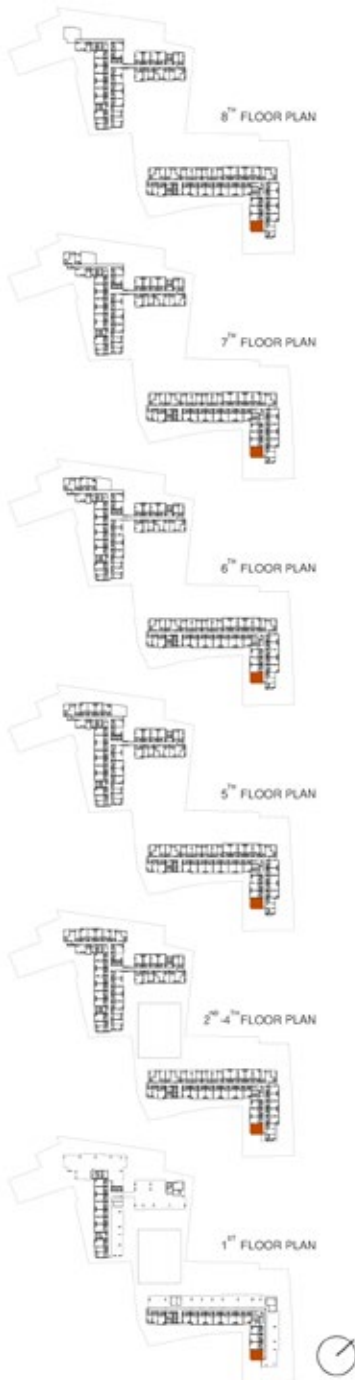 8TH FLOOR PLAN
7TH FLOOR PLAN
6TH FLOOR PLAN
5TH FLOOR PLAN
2ND-4TH FLOOR PLAN
1ST FLOOR PLAN